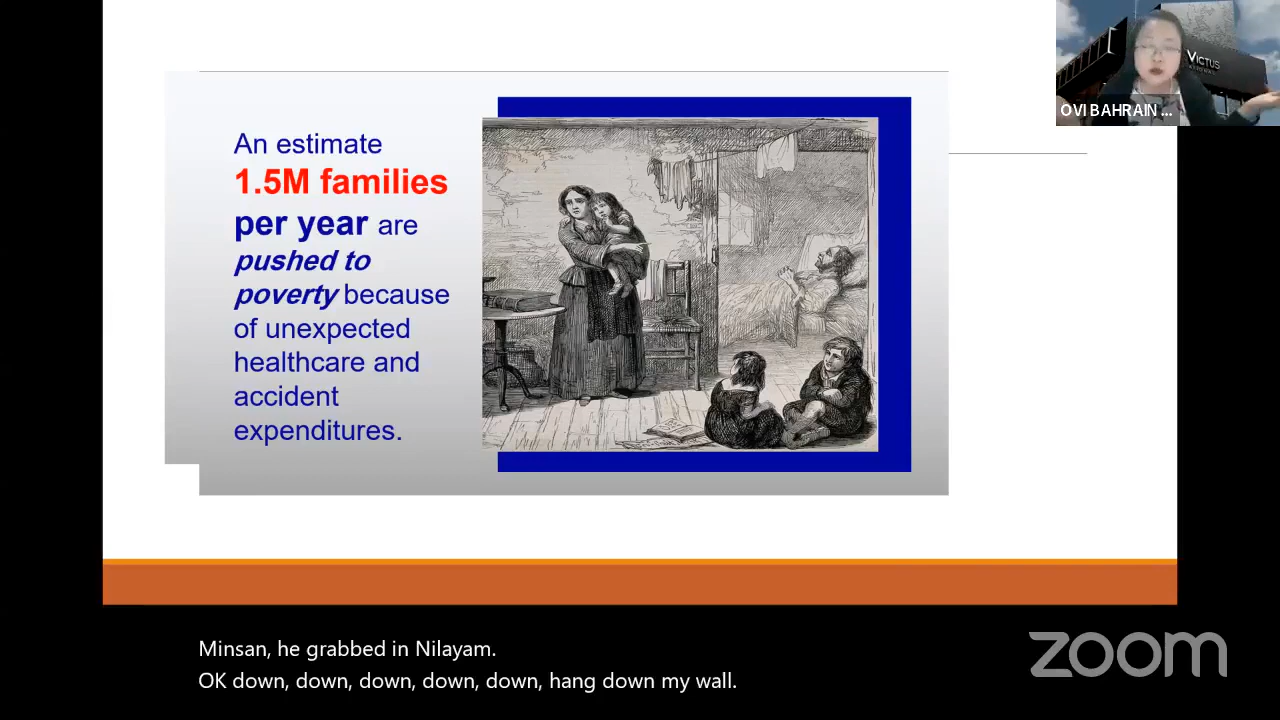 An estimate
1.5M families
per year are
pushed to
poverty because
of unexpected
healthcare and
accident
expenditures.
VICTUS
OVI BAHRAIN ...
Minsan, he grabbed in Nilayam.
OK down, down, down, down, down, hang down my wall.
zoom